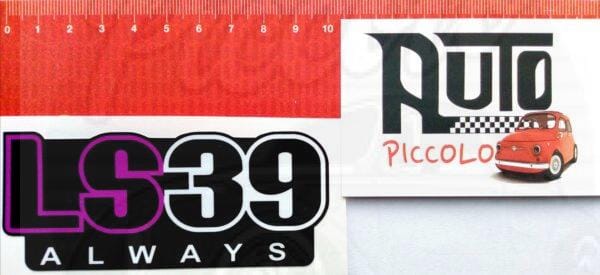 0 1 2 3 4 5 6 7 8 9 10
AUTO
PICCOLO
LS39
ALWAYS